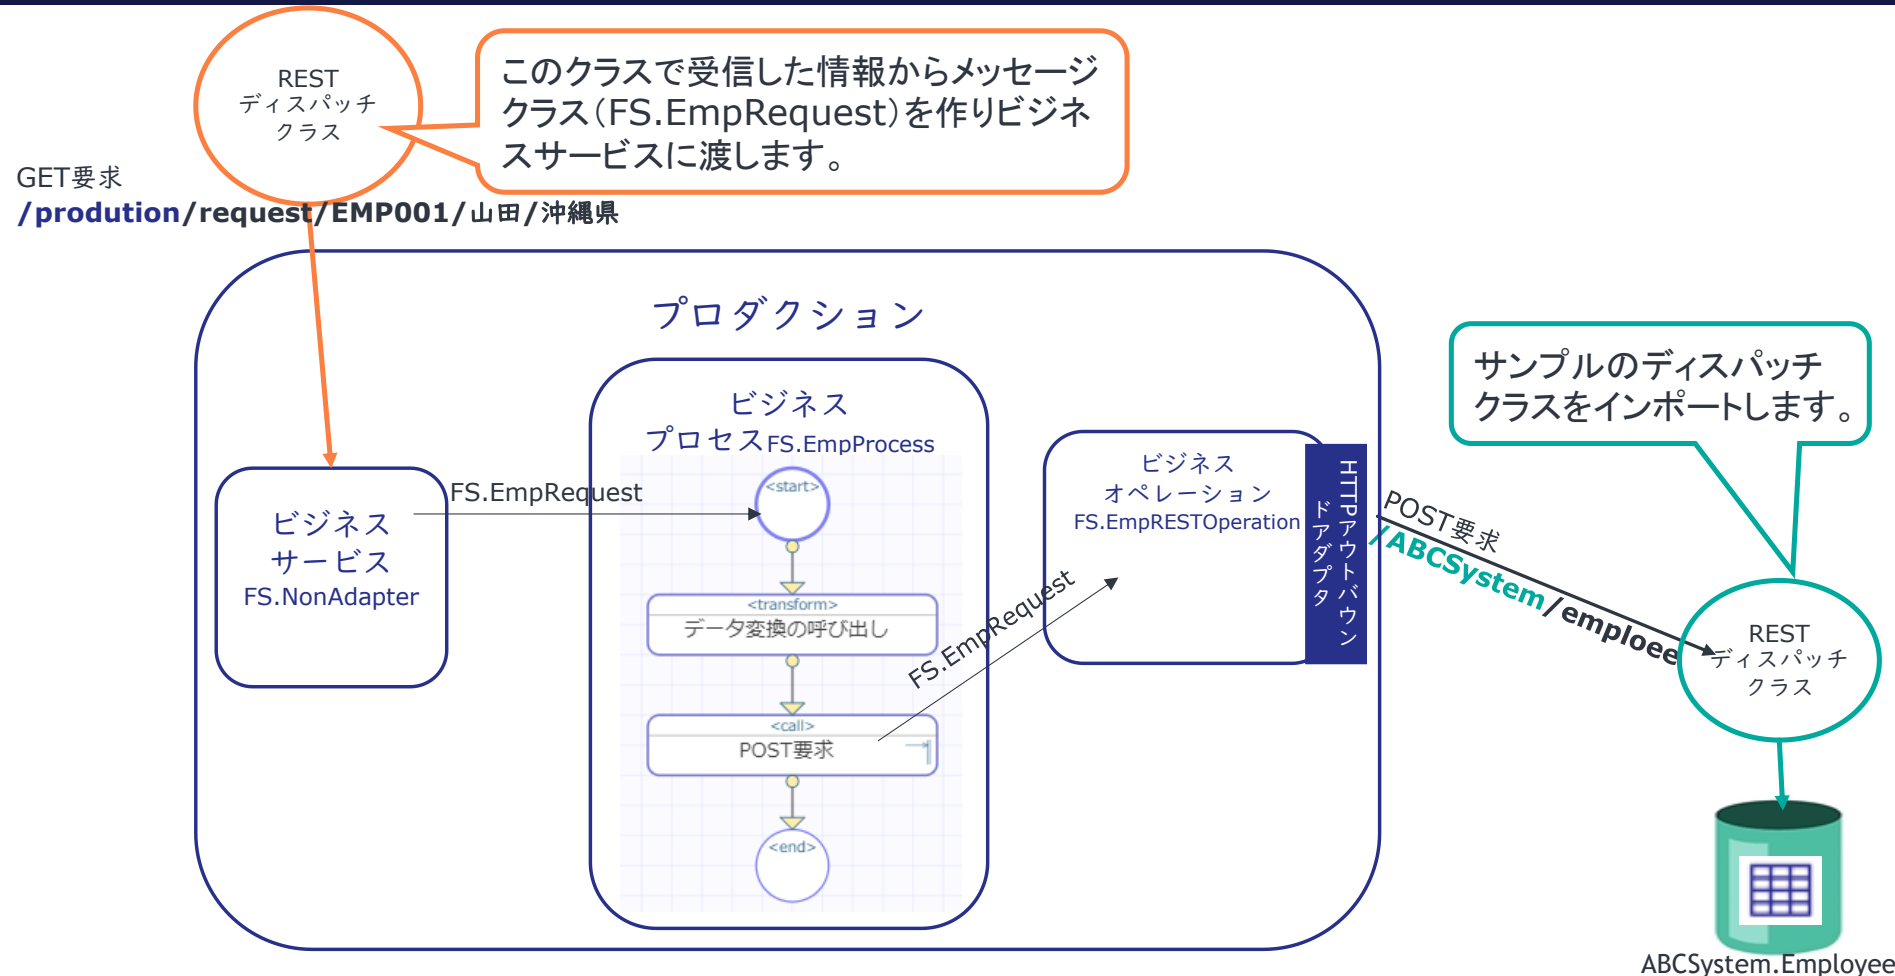 REST
ディスパッチ
クラス
このクラスで受信した情報からメッセージ
クラス（FS.EmpRequest）を作りビジネ
スサービスに渡します。
GET要求
/prodution/request/EMP001/山田/沖縄県
プロダクション
ビジネス
プロセスFS.EmpProcess
ビジネス
サービス
FS.NonAdapter
FS.EmpRequest
<start>
<transform>
データ変換の呼び出し
<call>
POST要求
<end>
FS.EmpRequest
ビジネス
オペレーション
FS.EmpRESTOperation
HTTPアウトバウン
ドアダプタ
POST要求
/ABCSystem/emploee
サンプルのディスパッチ
クラスをインポートします。
REST
ディスパッチ
クラス
ABCSystem.Employee